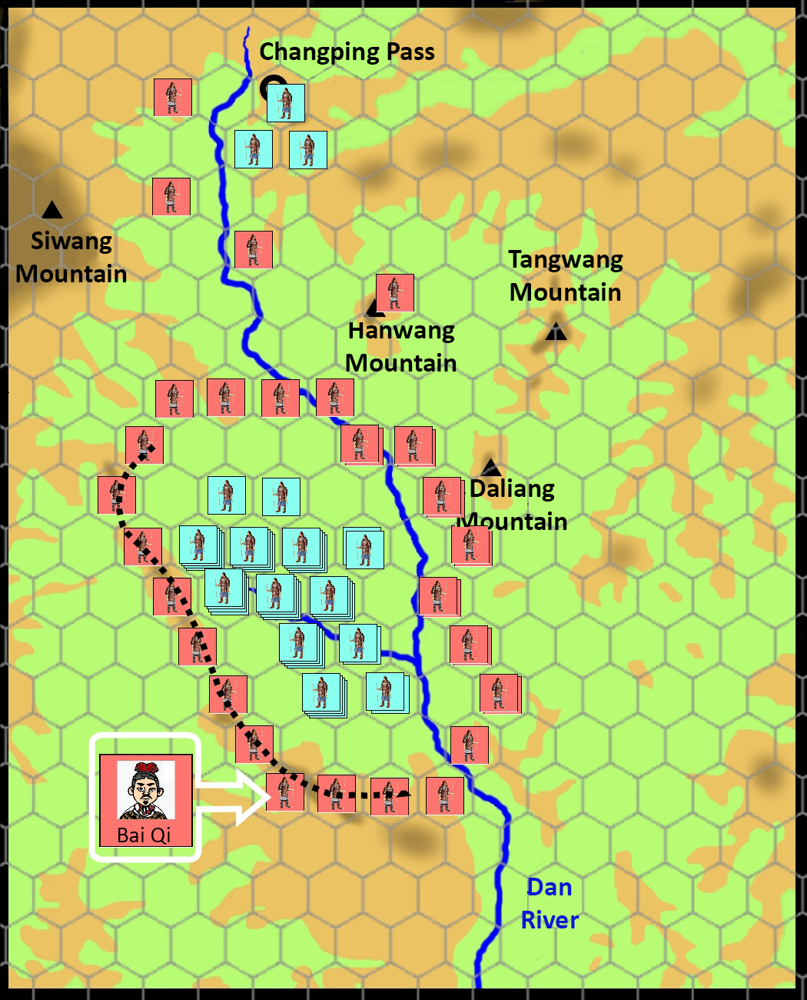 Changping Pass
Siwang
Mountain
Tangwang
Mountain
Hanwang
Mountain
Daliang
Mountain
Bai Qi
Dan
River